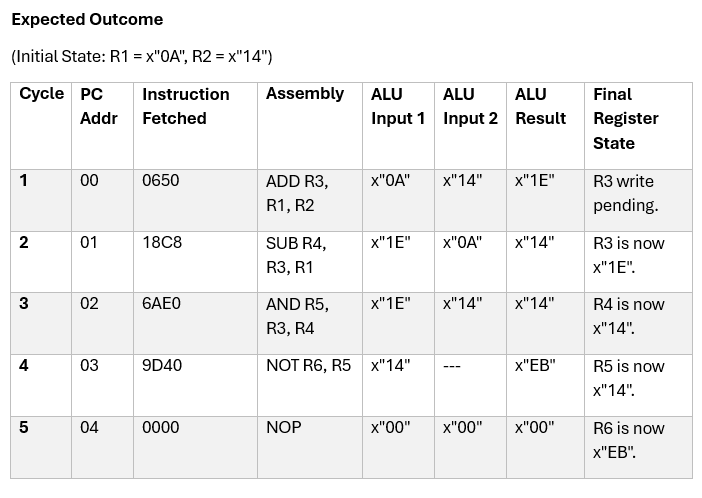 Expected Outcome
(Initial State: R1 = x"0A", R2 = x"14")
Cycle PC Addr Instruction Fetched Assembly ALU Input 1 ALU Input 2 ALU Result Final Register State
1 00 0650 ADD R3, R1, R2 x"0A" x"14" x"1E" R3 write pending.
2 01 18C8 SUB R4, R3, R1 x"1E" x"0A" x"14" R3 is now x"1E".
3 02 6AE0 AND R5, R3, R4 x"1E" x"14" x"14" R4 is now x"14".
4 03 9D40 NOT R6, R5 x"14" --- x"EB" R5 is now x"14".
5 04 0000 NOP x"00" x"00" x"00" R6 is now x"EB".